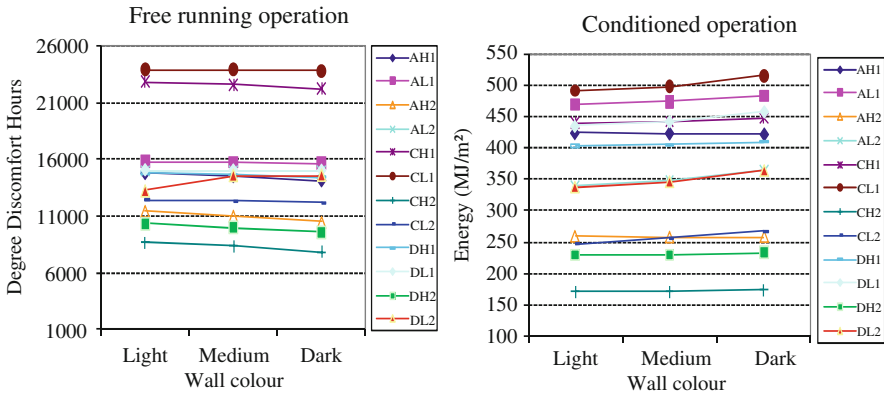 Free running operation
Degree Discomfort Hours
26000
21000
16000
11000
6000
1000
Light Medium Dark
Wall colour
AH1
AL1
AH2
AL2
CH1
CL1
CH2
CL2
DH1
DL1
DH2
DL2
Conditioned operation
Energy (MJ/m²)
550
500
450
400
350
300
250
200
150
100
Light Medium Dark
Wall colour
AH1
AL1
AH2
AL2
CH1
CL1
CH2
CL2
DH1
DL1
DH2
DL2